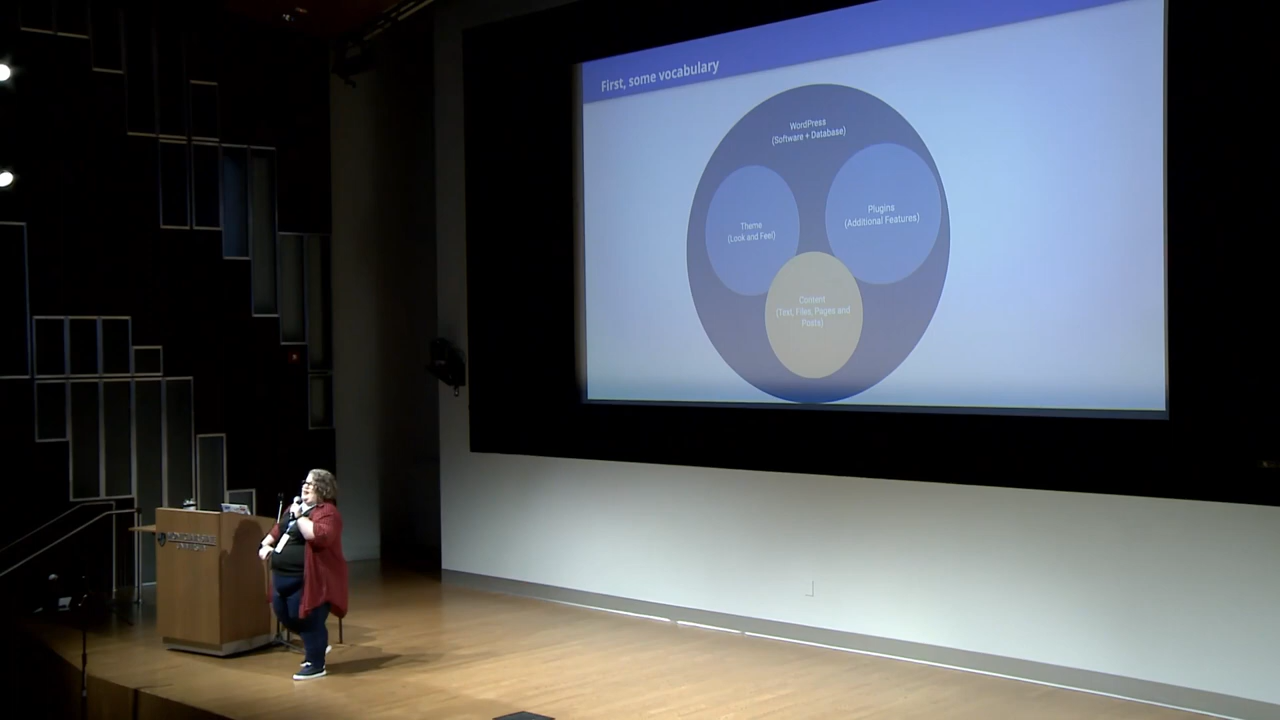 First, some vocabulary
WordPress
(Software + Database)
Theme
(Look and Feel)
Plugins
(Additional Features)
Content
(Text, Files, Pages and
Posts)